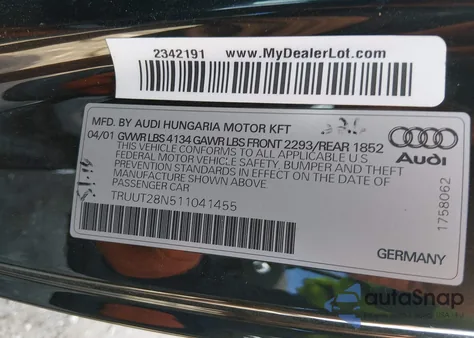 2342191 www.MyDealerLot.com
MFD. BY AUDI HUNGARIA MOTOR KFT
04/01 GVWR LBS 4134 GAWR LBS FRONT 2293/REAR 1852
THIS VEHICLE CONFORMS TO ALL APPLICABLE
FEDERAL MOTOR VEHICLE SAFETY, BUMPER, AND THEFT
PREVENTION STANDARDS IN EFFECT ON THE DATE OF
MANUFACTURE SHOWN ABOVE
PASSENGER CAR
TRUUT28N511041455
Audi
1758062
GERMANY
autoSnap